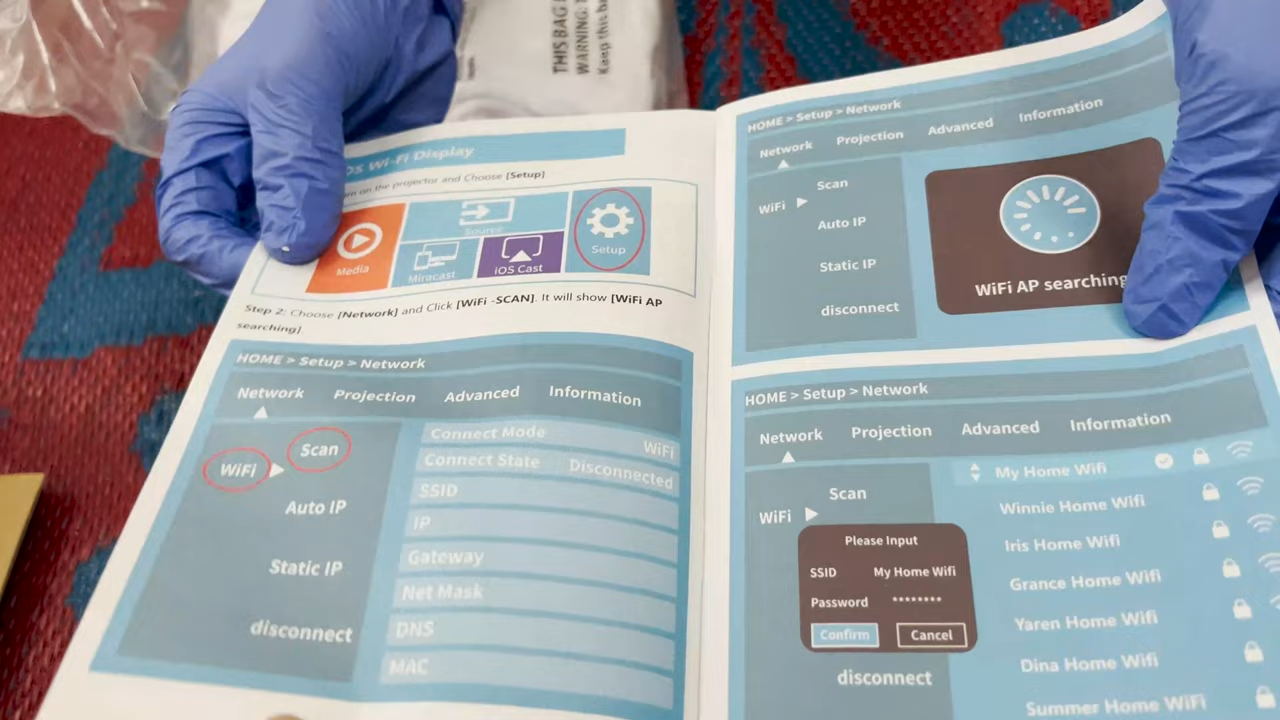 THIS BAG
WARNING:
Keep this
OS Wi-Fi Display
on the projector and Choose [Setup]
Media
Source
Miracast
iOS Cast
Setup
Step 2: Choose [Network] and Click [WiFi -SCAN]. It will show [WiFi AP
searching].
HOME > Setup > Network
Network Projection Advanced Information
WiFi
Scan
Auto IP
Static IP
disconnect
Connect Mode WiFi
Connect State Disconnected
SSID
IP
Gateway
Net Mask
DNS
MAC
HOME > Setup > Network
Network Projection Advanced Information
WiFi
Scan
Auto IP
Static IP
disconnect
WiFi AP searching
HOME > Setup > Network
Network Projection Advanced Information
WiFi
Scan
disconnect
Please Input
SSID My Home Wifi
Password ********
Confirm Cancel
My Home Wifi
Winnie Home Wifi
Iris Home Wifi
Grance Home Wifi
Yaren Home Wifi
Dina Home Wifi
Summer Home WiFi